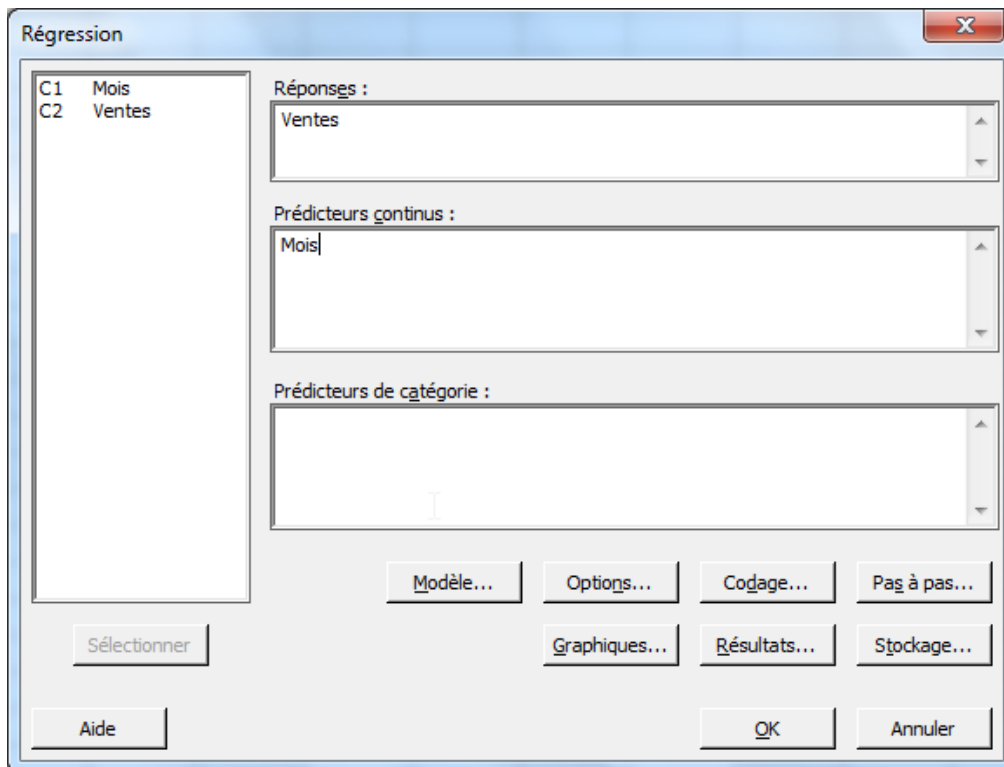 Régression
C1 Mois
C2 Ventes
Réponses :
Ventes
Prédicteurs continus :
Mois
Prédicteurs de catégorie :
Modèle...
Options...
Codage...
Pas à pas...
Sélectionner
Graphiques...
Résultats...
Stockage...
Aide
OK
Annuler